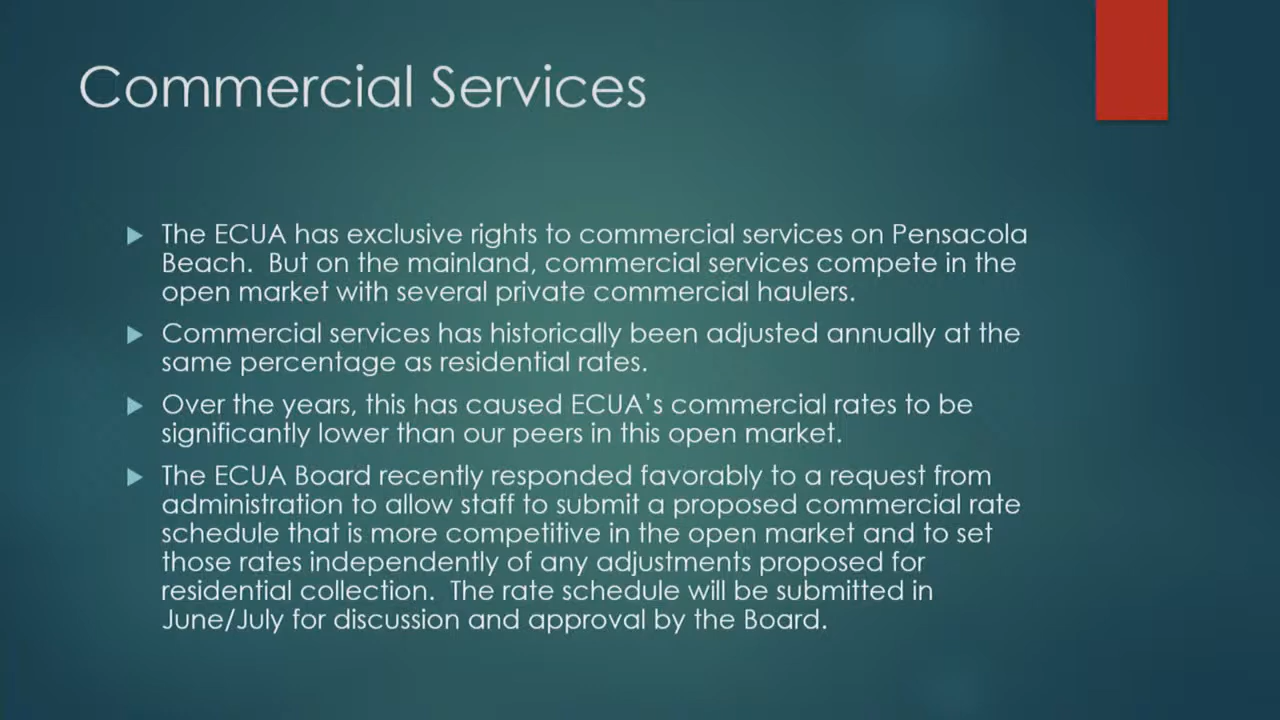 Commercial Services
The ECUA has exclusive rights to commercial services on Pensacola
Beach.  But on the mainland, commercial services compete in the
open market with several private commercial haulers.
Commercial services has historically been adjusted annually at the
same percentage as residential rates.
Over the years, this has caused ECUA’s commercial rates to be
significantly lower than our peers in this open market.
The ECUA Board recently responded favorably to a request from
administration to allow staff to submit a proposed commercial rate
schedule that is more competitive in the open market and to set
those rates independently of any adjustments proposed for
residential collection.  The rate schedule will be submitted in
June/July for discussion and approval by the Board.